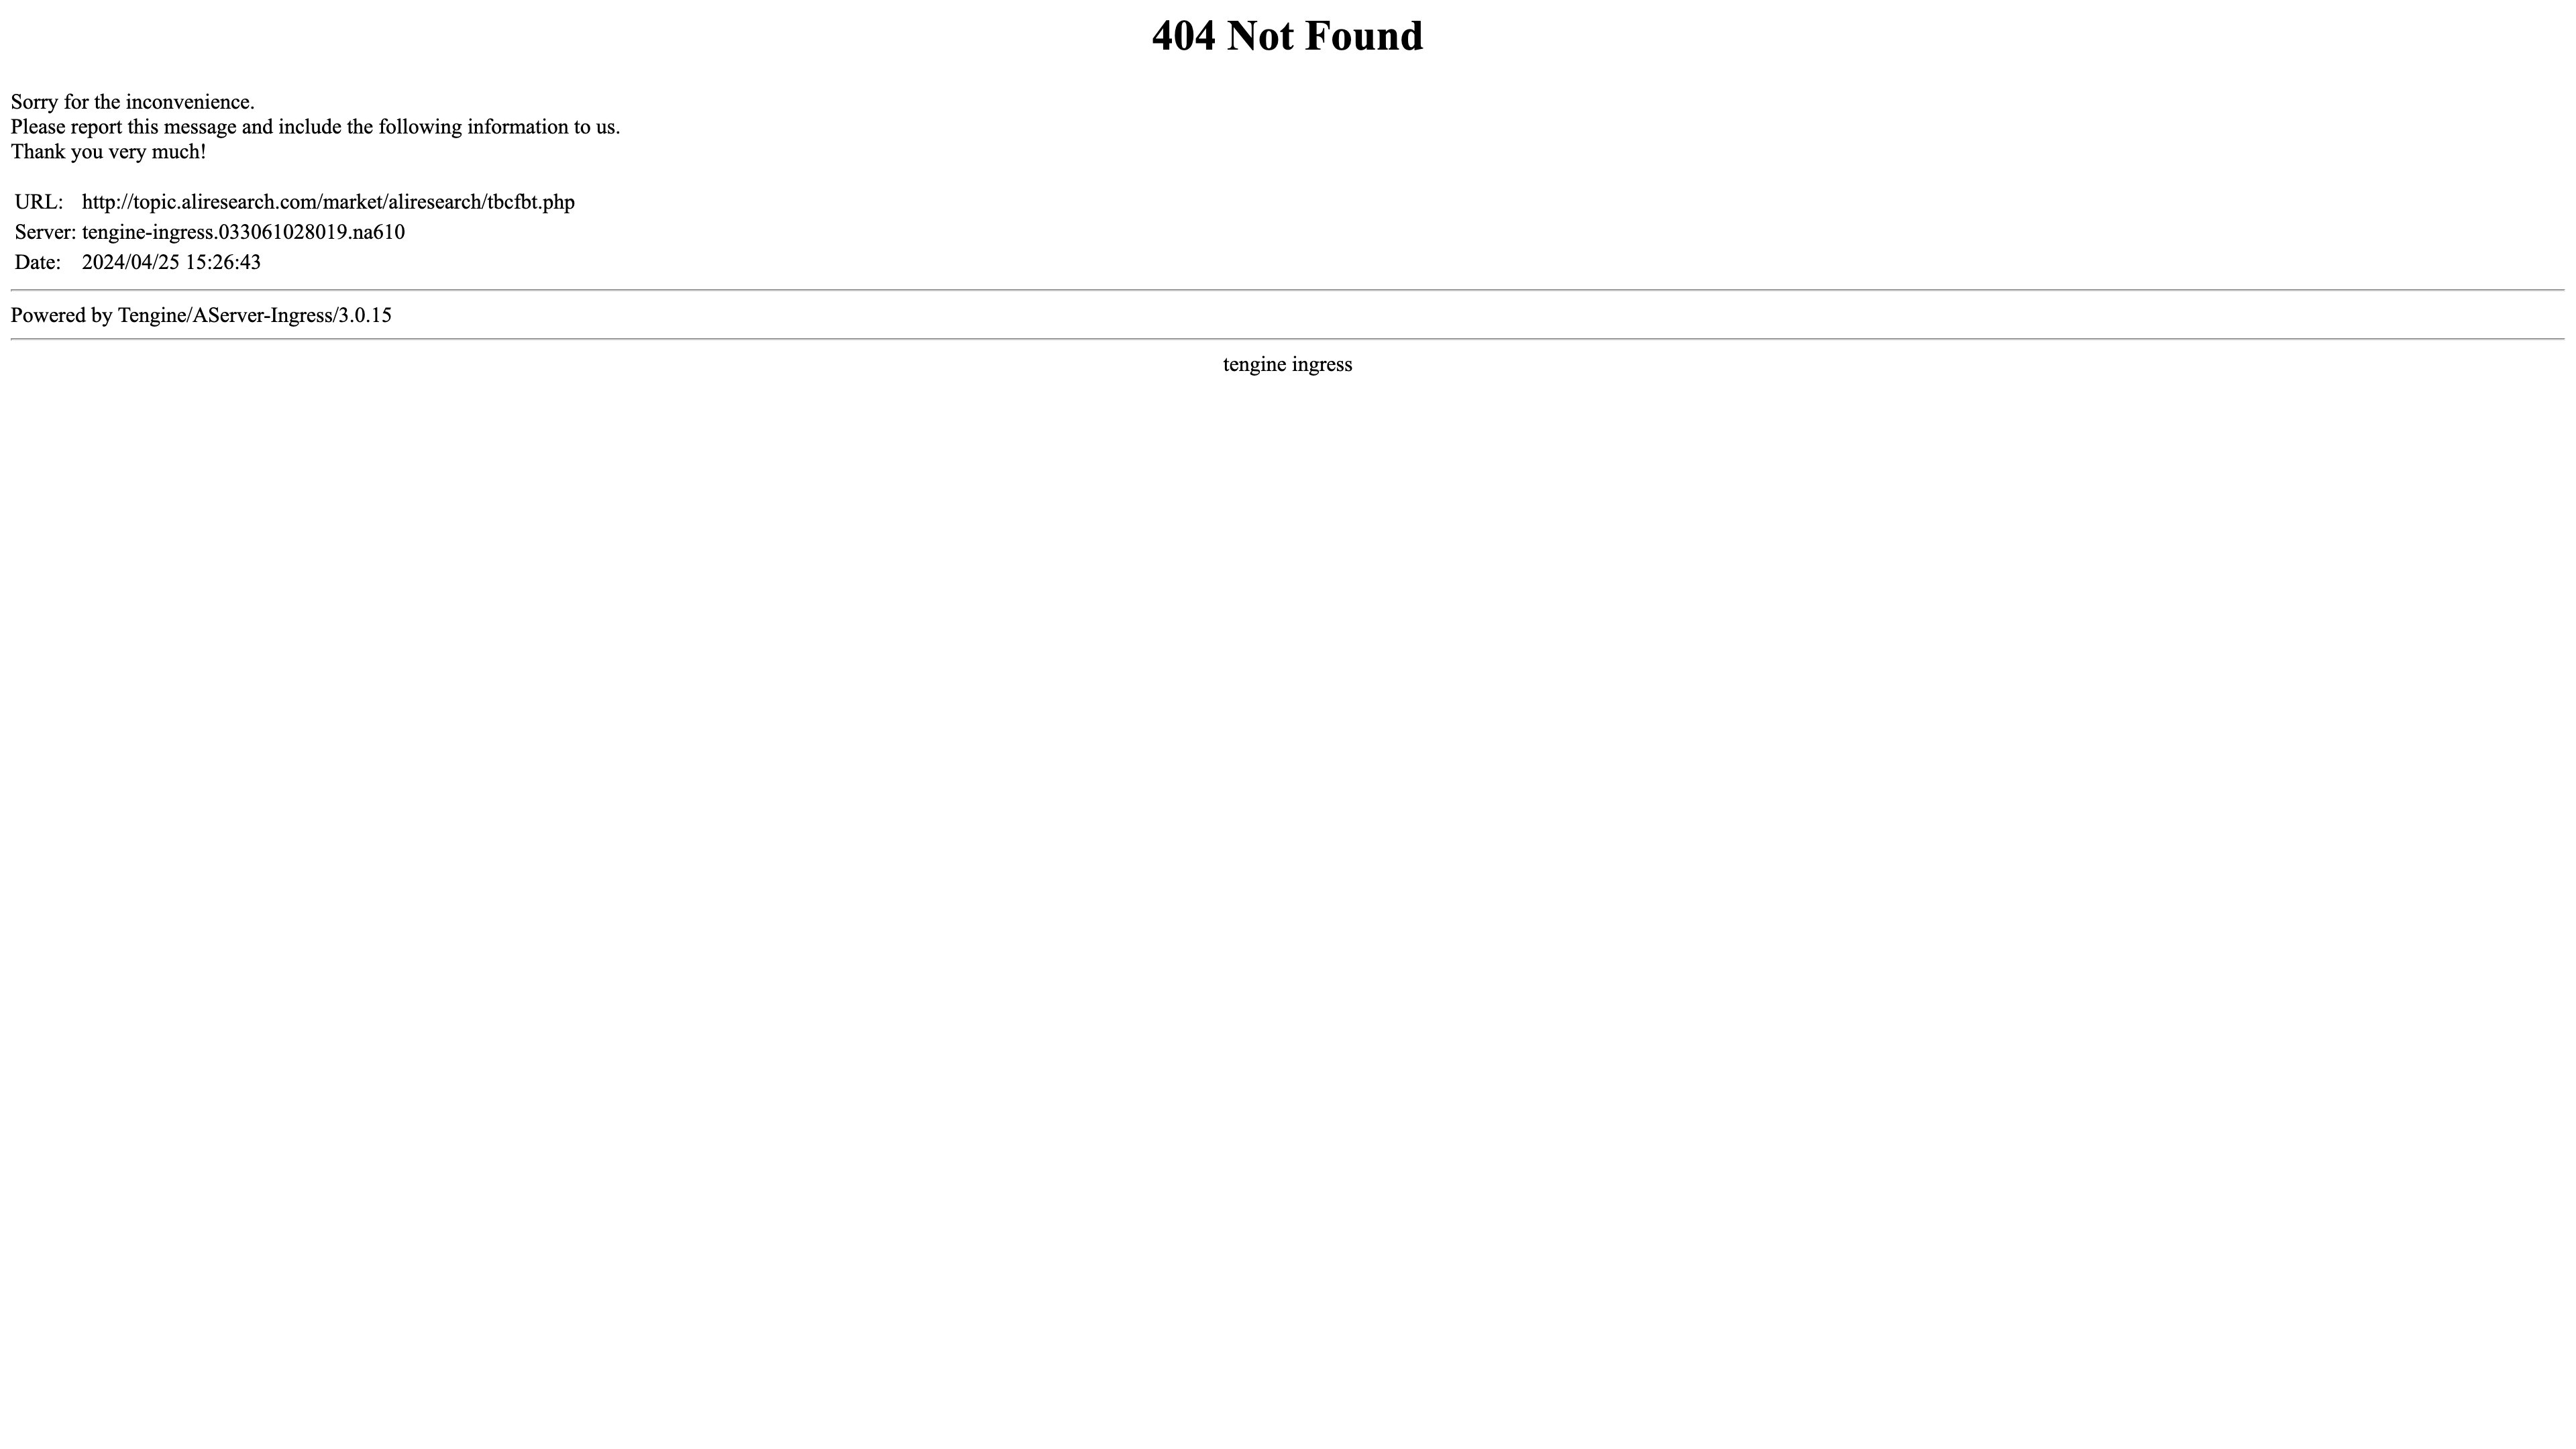 404 Not Found
Sorry for the inconvenience.
Please report this message and include the following information to us.
Thank you very much!
URL: http://topic.aliresearch.com/market/aliresearch/tbcfbt.php
Server: tengine-ingress.033061028019.na610
Date: 2024/04/25 15:26:43
Powered by Tengine/AServer-Ingress/3.0.15
tengine ingress